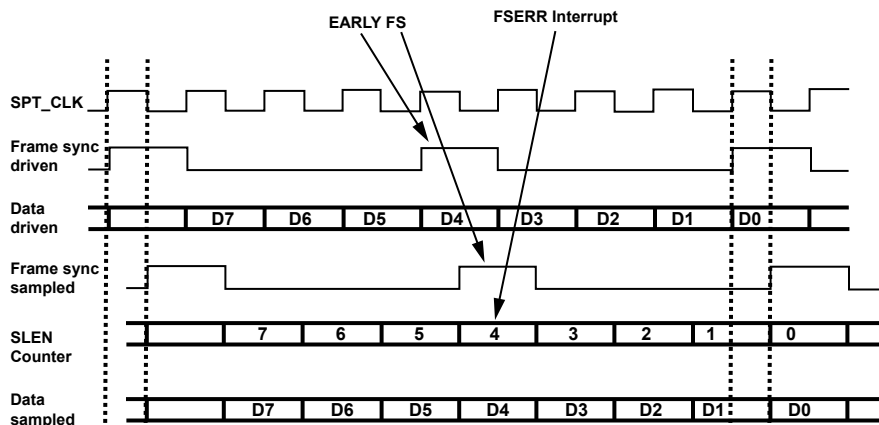 EARLY FS
FSERR Interrupt
SPT_CLK
Frame sync
driven
Data
driven
D7 D6 D5 D4 D3 D2 D1 D0
Frame sync
sampled
SLEN
Counter
7 6 5 4 3 2 1 0
Data
sampled
D7 D6 D5 D4 D3 D2 D1 D0